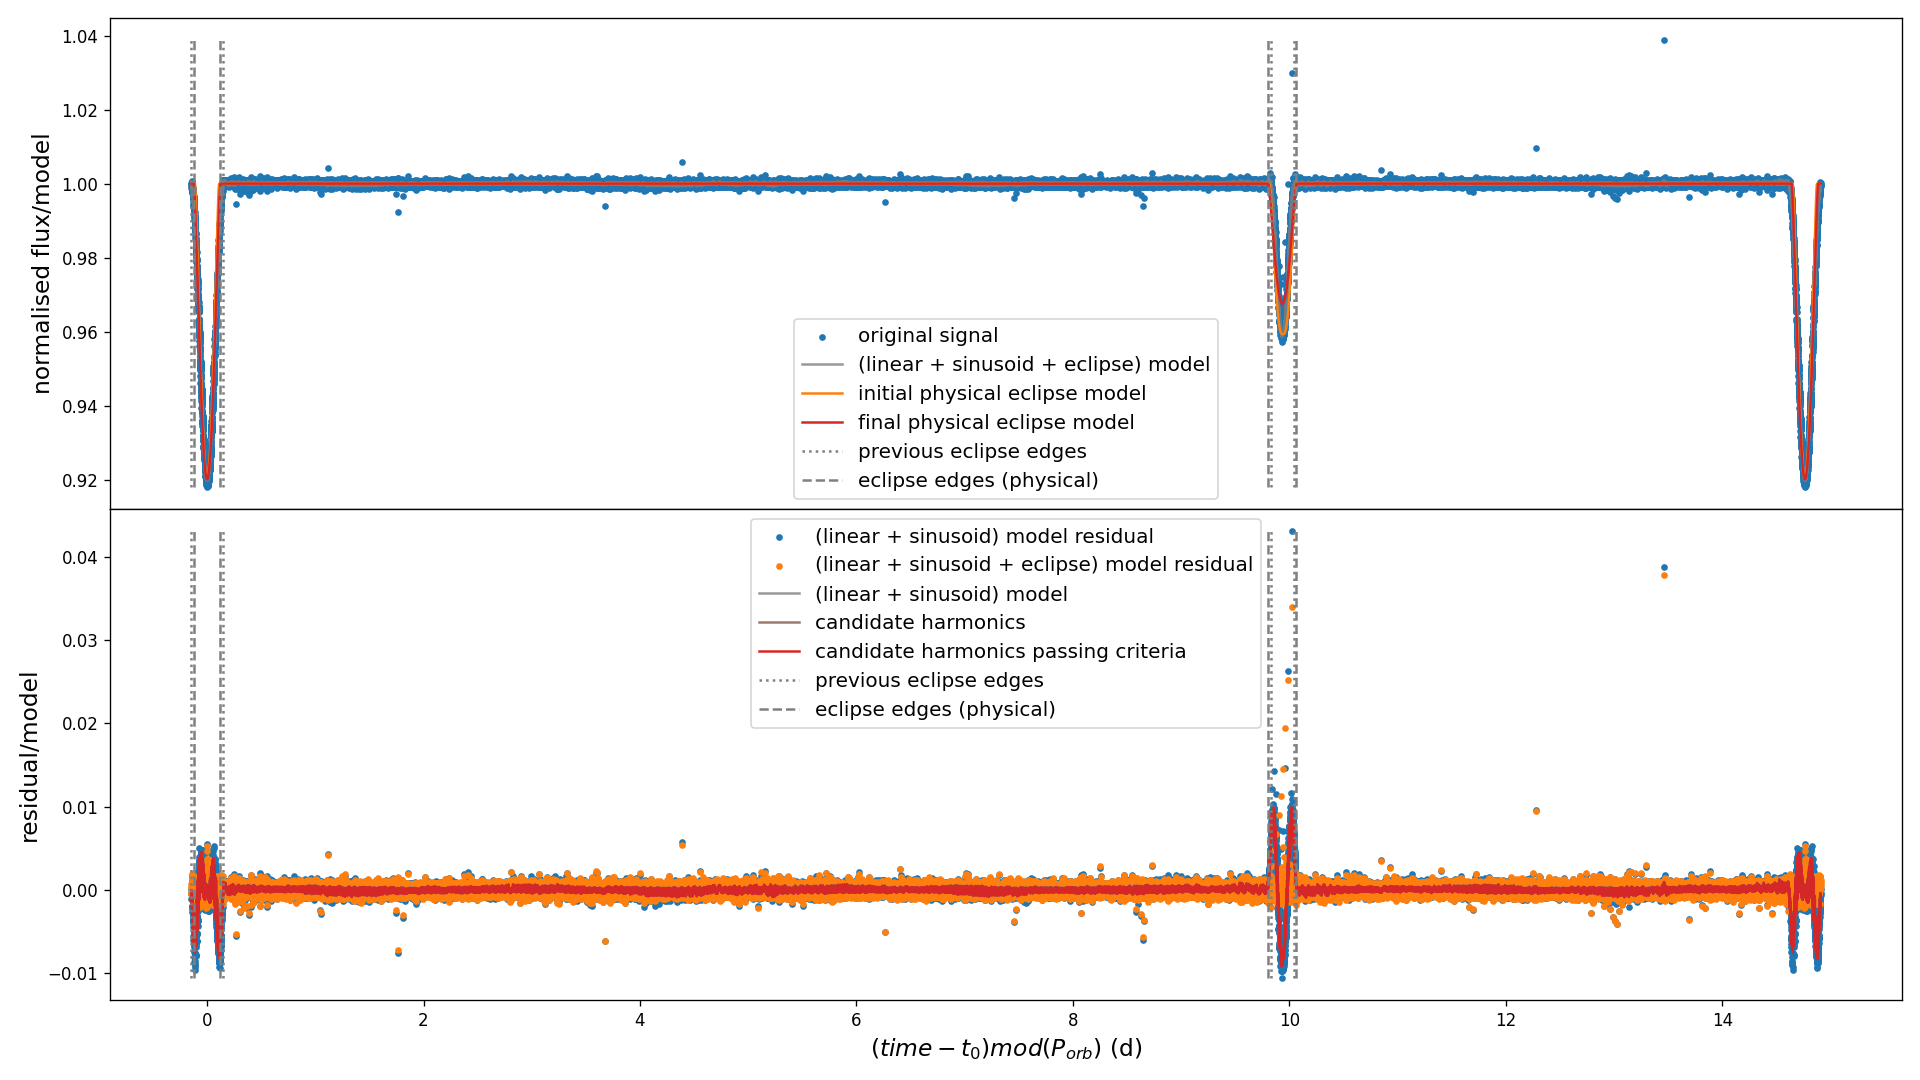 1.04
1.02
1.00
0.98
0.96
0.94
0.92
normalised flux/model
original signal
(linear + sinusoid + eclipse) model
initial physical eclipse model
final physical eclipse model
previous eclipse edges
eclipse edges (physical)
0.04
0.03
0.02
0.01
0.00
−0.01
residual/model
(linear + sinusoid) model residual
(linear + sinusoid + eclipse) model residual
(linear + sinusoid) model
candidate harmonics
candidate harmonics passing criteria
previous eclipse edges
eclipse edges (physical)
0 2 4 6 8 10 12 14
(time − t₀)mod(P_orb) (d)